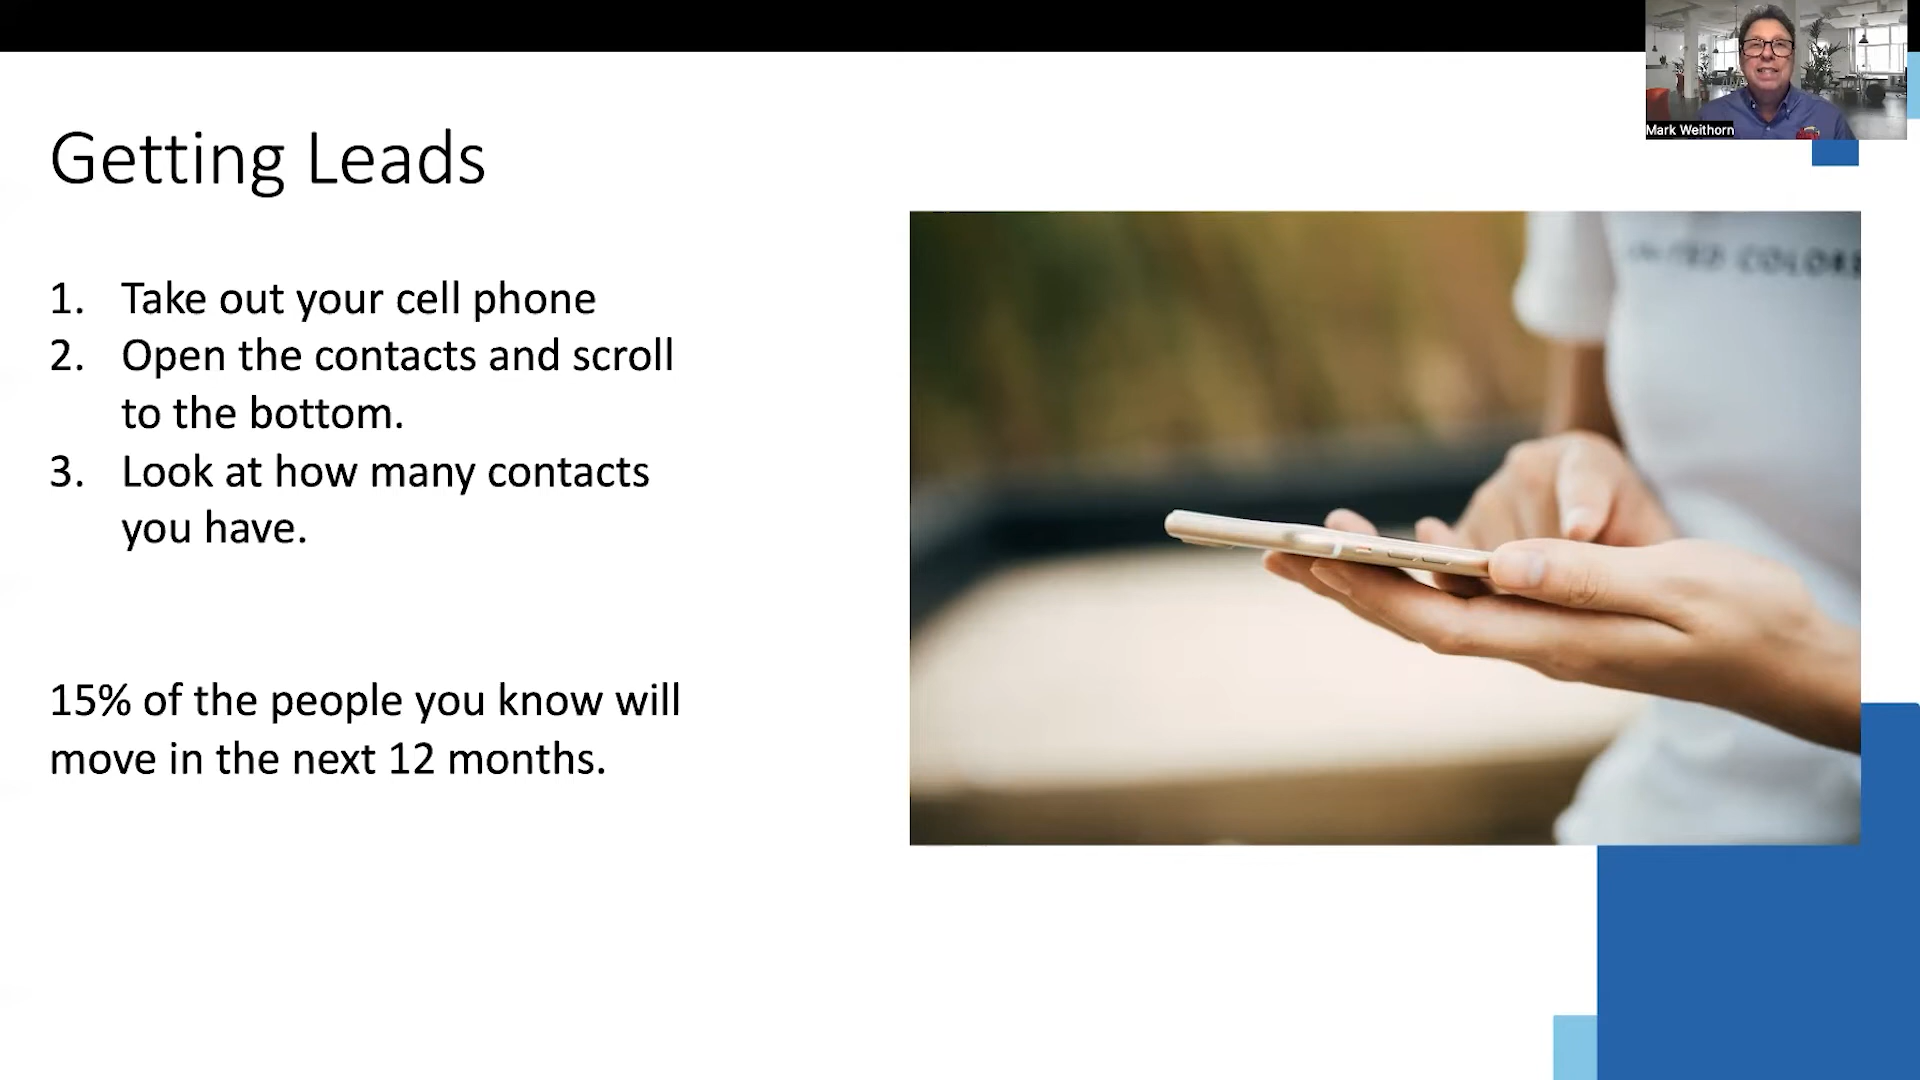 Mark Weithorn
Getting Leads
1. Take out your cell phone
2. Open the contacts and scroll
to the bottom.
3. Look at how many contacts
you have.
15% of the people you know will
move in the next 12 months.
COLORS